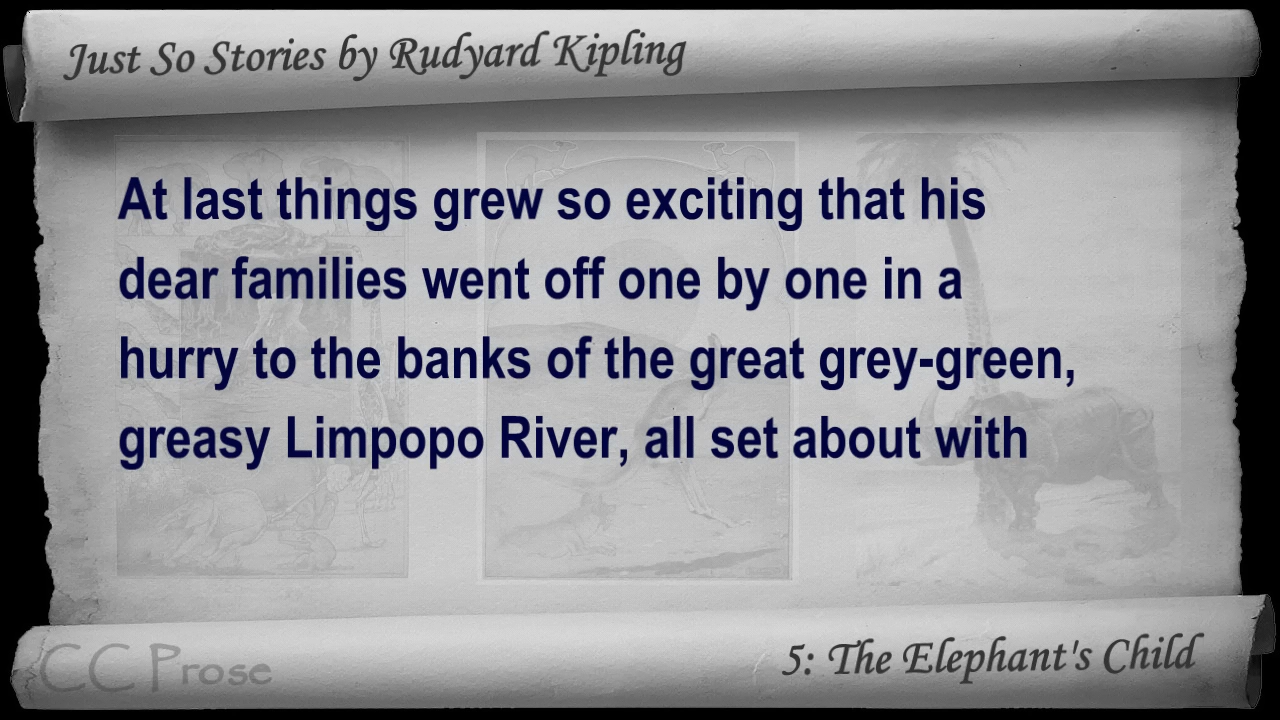 Just So Stories by Rudyard Kipling
At last things grew so exciting that his
dear families went off one by one in a
hurry to the banks of the great grey-green,
greasy Limpopo River, all set about with
CC Prose
5: The Elephant's Child